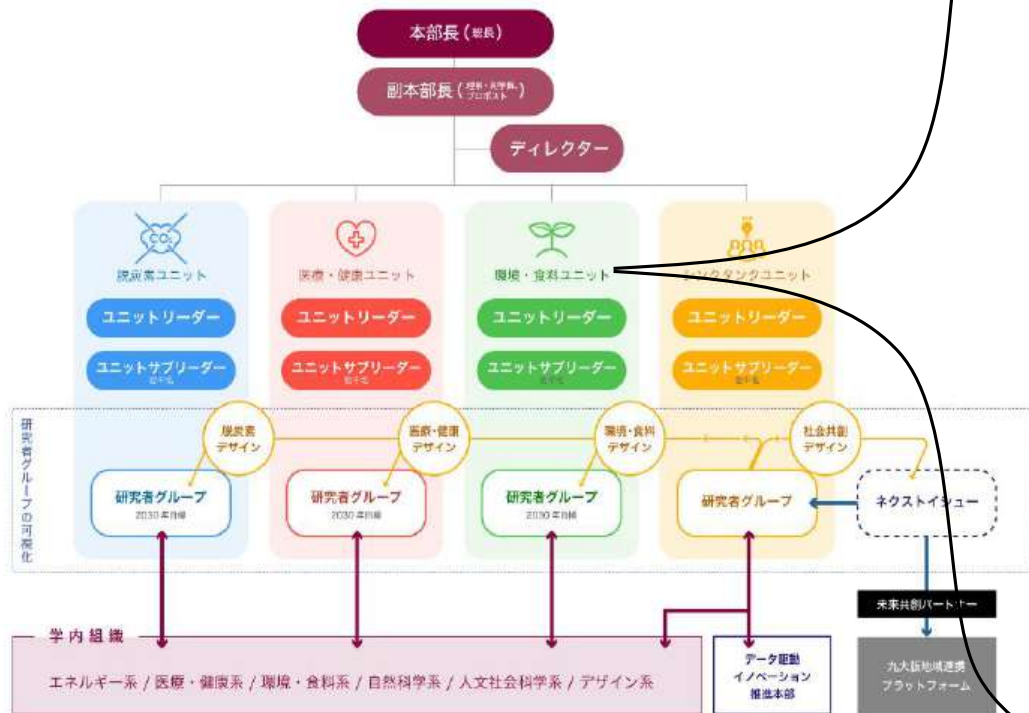 本部長（総長）
副本部長（理事・副学長、プロボスト）
ディレクター
CO₂
脱炭素ユニット
医療・健康ユニット
環境・食料ユニット
シンクタンクユニット
ユニットリーダー
ユニットリーダー
ユニットリーダー
ユニットリーダー
ユニットサブリーダー
ユニットサブリーダー
ユニットサブリーダー
ユニットサブリーダー
研究者グループの可視化
脱炭素
デザイン
医療・健康
デザイン
環境・食料
デザイン
社会共創
デザイン
研究者グループ
2030年目標
研究者グループ
2030年目標
研究者グループ
2030年目標
研究者グループ
ネクストイシュー
未来共創パートナー
学内組織
エネルギー系 / 医療・健康系 / 環境・食料系 / 自然科学系 / 人文社会科学系 / デザイン系
データ駆動
イノベーション
推進本部
九大版地域連携
プラットフォーム